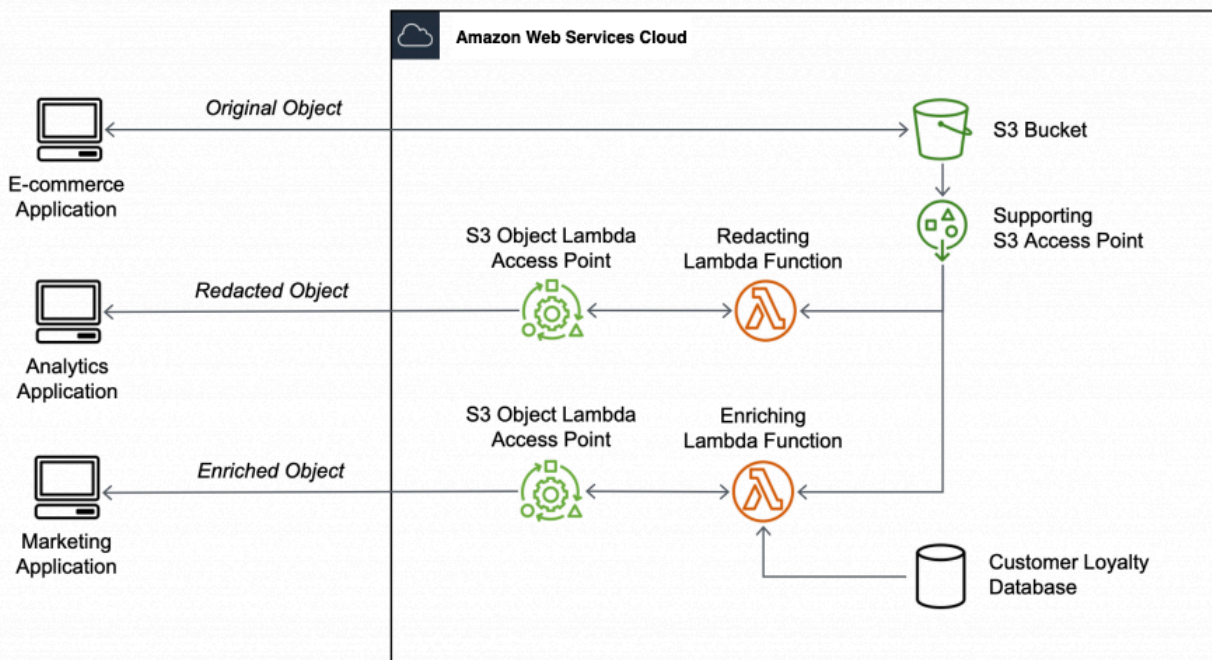 Amazon Web Services Cloud
Original Object
S3 Bucket
E-commerce
Application
Supporting
S3 Access Point
S3 Object Lambda
Access Point
Redacting
Lambda Function
Redacted Object
Analytics
Application
S3 Object Lambda
Access Point
Enriching
Lambda Function
Enriched Object
Marketing
Application
Customer Loyalty
Database